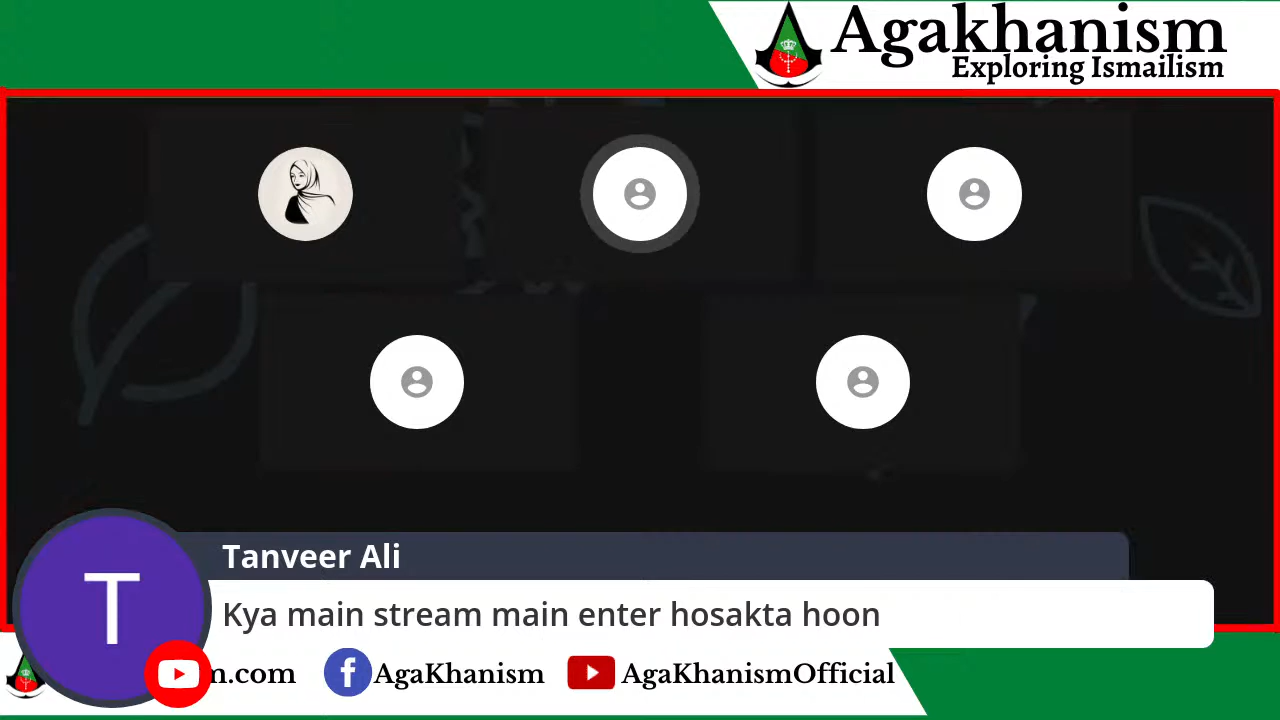 Agakhanism
Exploring Ismailism
T
Tanveer Ali
Kya main stream main enter hosakta hoon
m.com
AgaKhanism
AgaKhanismOfficial